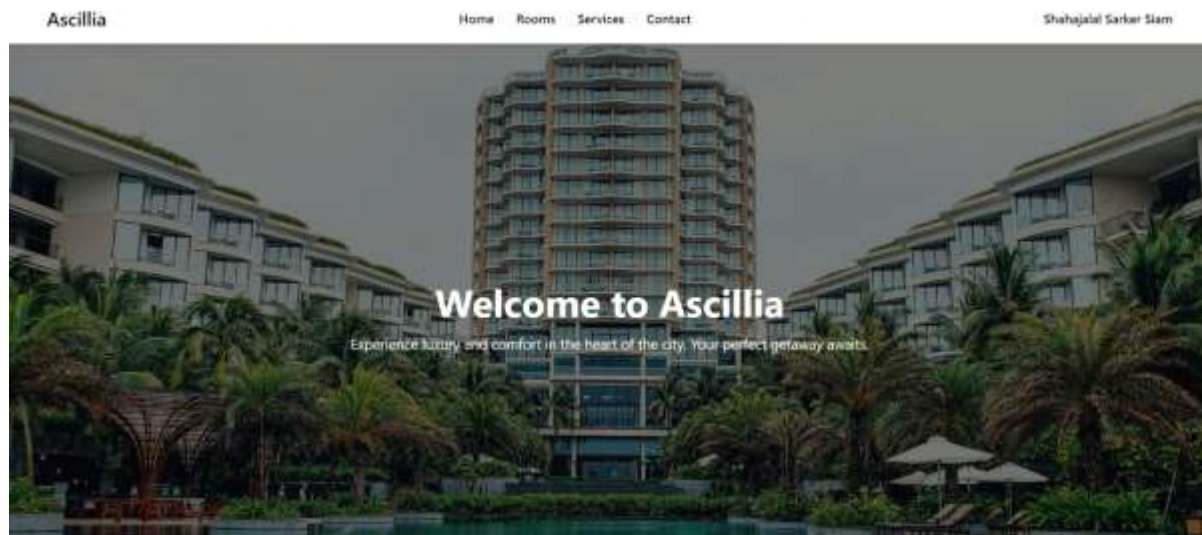 Ascillia
Home Rooms Services Contact
Shahajalal Sarker Siam
Welcome to Ascillia
Experience luxury and comfort in the heart of the city. Your perfect getaway awaits.